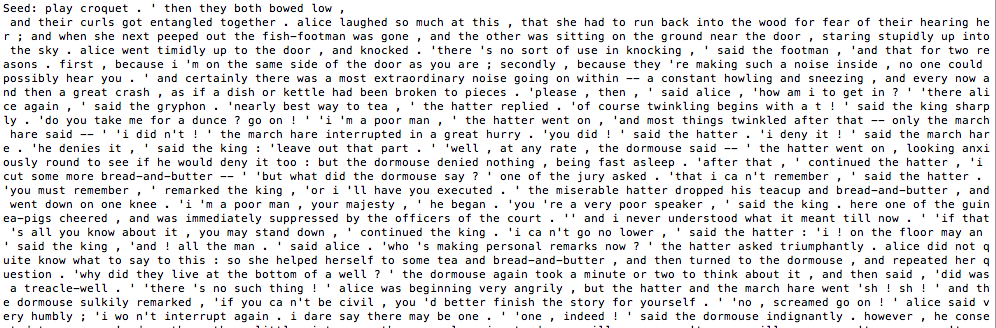 Seed: play croquet . ' then they both bowed low ,
 and their curls got entangled together . alice laughed so much at this , that she had to run back into the wood for fear of their hearing he
r ; and when she next peeped out the fish-footman was gone , and the other was sitting on the ground near the door , staring stupidly up into
 the sky . alice went timidly up to the door , and knocked . 'there 's no sort of use in knocking , ' said the footman , 'and that for two re
asons . first , because i 'm on the same side of the door as you are ; secondly , because they 're making such a noise inside , no one could 
possibly hear you . ' and certainly there was a most extraordinary noise going on within -- a constant howling and sneezing , and every now a
nd then a great crash , as if a dish or kettle had been broken to pieces . 'please , then , ' said alice , 'how am i to get in ? ' 'there ali
ce again , ' said the gryphon . 'nearly best way to tea , ' the hatter replied . 'of course twinkling begins with a t ! ' said the king sharp
ly . 'do you take me for a dunce ? go on ! ' 'i 'm a poor man , ' the hatter went on , 'and most things twinkled after that -- only the march
 hare said -- ' 'i did n't ! ' the march hare interrupted in a great hurry . 'you did ! ' said the hatter . 'i deny it ! ' said the march har
e . 'he denies it , ' said the king : 'leave out that part . ' 'well , at any rate , the dormouse said -- ' the hatter went on , looking anxi
ously round to see if he would deny it too : but the dormouse denied nothing , being fast asleep . 'after that , ' continued the hatter , 'i 
cut some more bread-and-butter -- ' 'but what did the dormouse say ? ' one of the jury asked . 'that i ca n't remember , ' said the hatter . 
'you must remember , ' remarked the king , 'or i 'll have you executed . ' the miserable hatter dropped his teacup and bread-and-butter , and
 went down on one knee . 'i 'm a poor man , your majesty , ' he began . 'you 're a very poor speaker , ' said the king . here one of the guin
ea-pigs cheered , and was immediately suppressed by the officers of the court . '' and i never understood what it meant till now . ' 'if that
 's all you know about it , you may stand down , ' continued the king . 'i ca n't go no lower , ' said the hatter : 'i ! on the floor may an
' said the king , 'and ! all the man . ' said alice . 'who 's making personal remarks now ? ' the hatter asked triumphantly . alice did not q
uite know what to say to this : so she helped herself to some tea and bread-and-butter , and then turned to the dormouse , and repeated her q
uestion . 'why did they live at the bottom of a well ? ' the dormouse again took a minute or two to think about it , and then said , 'did was
 a treacle-well . ' 'there 's no such thing ! ' alice was beginning very angrily , but the hatter and the march hare went 'sh ! sh ! ' and th
e dormouse sulkily remarked , 'if you ca n't be civil , you 'd better finish the story for yourself . ' 'no , screamed go on ! ' alice said v
ery humbly ; 'i wo n't interrupt again . i dare say there may be one . ' 'one , indeed ! ' said the dormouse indignantly . however , he conse